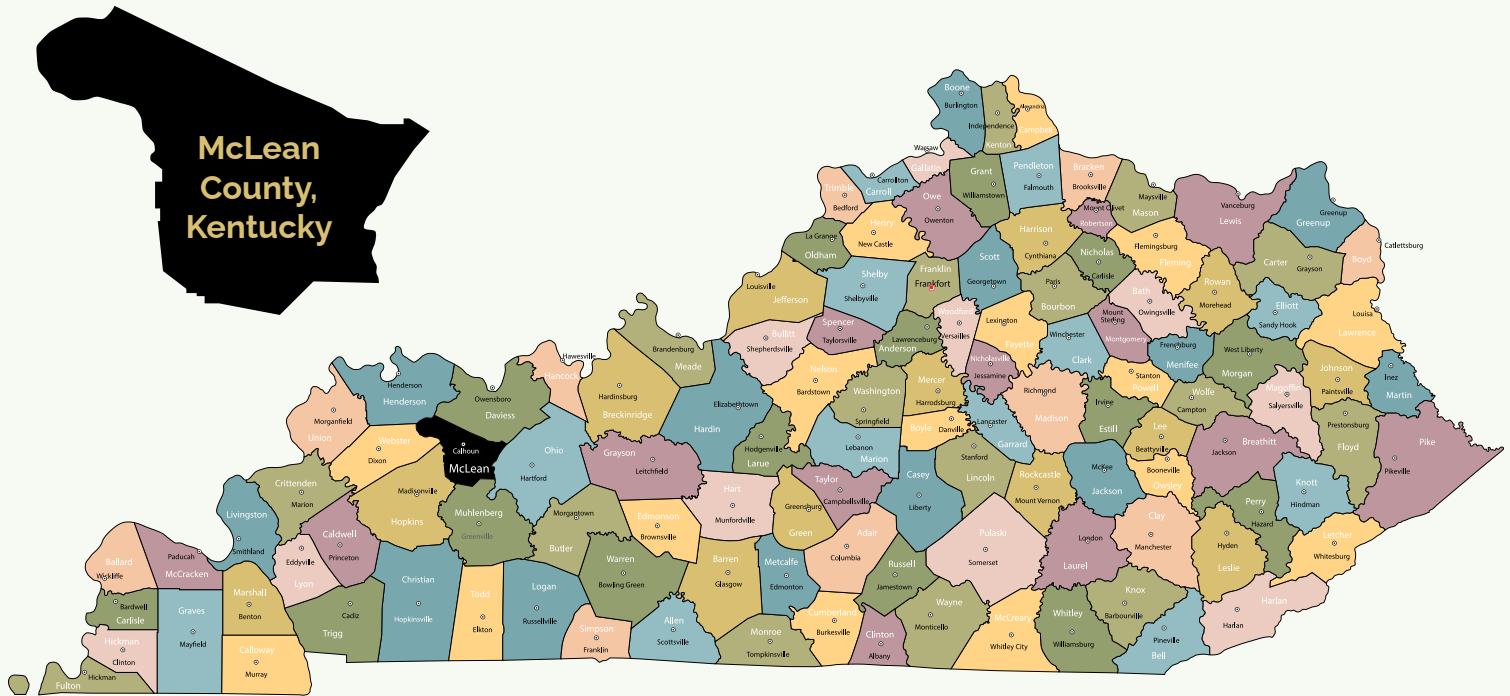 McLean
County,
Kentucky
Boone
Burlington
Alexandria
Independence
Campbell
Kenton
Warsaw
Gallatin
Carrollton
Carroll
Trimble
Bedford
Grant
Williamstown
Pendleton
Falmouth
Bracken
Brooksville
Owe
Owenton
Maysville
Mason
Mount Olivet
Robertson
Vanceburg
Lewis
Greenup
Greenup
Catlettsburg
Boyd
Henry
New Castle
La Grange
Oldham
Harrison
Cynthiana
Flemingsburg
Fleming
Nicholas
Carlisle
Carter
Grayson
Scott
Georgetown
Franklin
Frankfort
Shelby
Shelbyville
Louisville
Jefferson
Paris
Bourbon
Bath
Owingsville
Rowan
Morehead
Elliott
Sandy Hook
Louisa
Lawrence
Bullitt
Shepherdsville
Spencer
Taylorsville
Lawrenceburg
Anderson
Woodford
Versailles
Lexington
Fayette
Winchester
Clark
Mount
Sterling
Montgomery
Frenchburg
Menifee
West Liberty
Morgan
Johnson
Paintsville
Inez
Martin
Nicholasville
Jessamine
Brandenburg
Meade
Hawesville
Hancock
Hardinsburg
Breckinridge
Elizabethtown
Hardin
Nelson
Bardstown
Washington
Springfield
Mercer
Harrodsburg
Richmond
Madison
Stanton
Powell
Wolfe
Campton
Magoffin
Salyersville
Prestonsburg
Floyd
Pike
Pikeville
Henderson
Henderson
Owensboro
Daviess
Morganfield
Union
Webster
Dixon
Calhoun
McLean
Ohio
Hartford
Grayson
Leitchfield
Hodgenville
Larue
Lebanon
Marion
Boyle
Danville
Lancaster
Garrard
Irvine
Estill
Lee
Beattyville
Booneville
Owsley
Breathitt
Jackson
Knott
Hindman
Stanford
Lincoln
Rockcastle
Mount Vernon
McKee
Jackson
Perry
Hazard
Crittenden
Marion
Madisonville
Hopkins
Livingston
Smithland
Caldwell
Princeton
Eddyville
Lyon
Muhlenberg
Greenville
Morgantown
Butler
Edmonson
Brownsville
Hart
Munfordville
Greensburg
Green
Taylor
Campbellsville
Casey
Liberty
Adair
Columbia
Pulaski
Somerset
London
Laurel
Clay
Manchester
Hyden
Leslie
Letcher
Whitesburg
Ballard
Wickliffe
Paducah
McCracken
Marshall
Benton
Bardwell
Carlisle
Graves
Mayfield
Hickman
Clinton
Hickman
Fulton
Calloway
Murray
Cadiz
Trigg
Christian
Hopkinsville
Todd
Elkton
Logan
Russellville
Warren
Bowling Green
Simpson
Franklin
Allen
Scottsville
Barren
Glasgow
Metcalfe
Edmonton
Monroe
Tompkinsville
Cumberland
Burkesville
Russell
Jamestown
Clinton
Albany
Wayne
Monticello
McCreary
Whitley City
Whitley
Williamsburg
Knox
Barbourville
Pineville
Bell
Harlan
Harlan